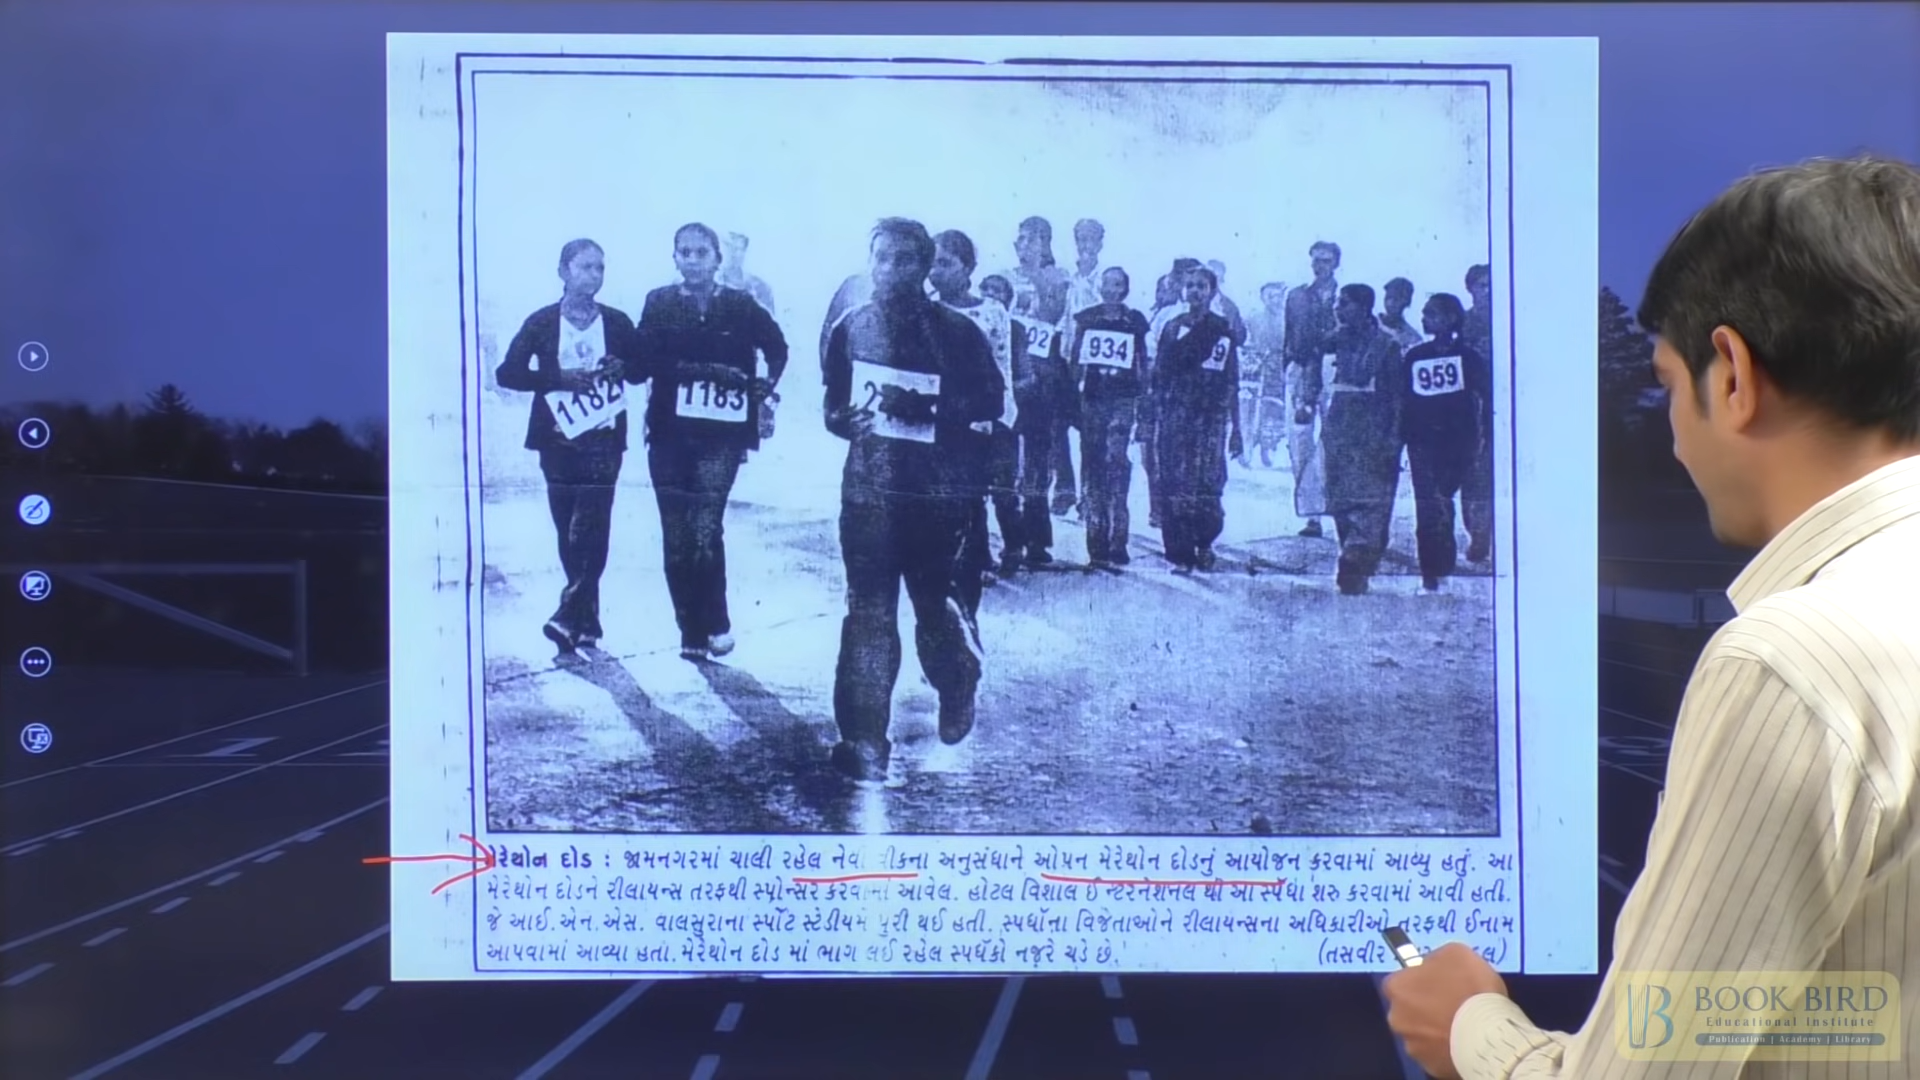 1182
1183
2
02
934
9
959
મેરેથોન દોડ : જામનગરમાં ચાલી રહેલ નેવી વીકના અનુસંધાને ઓપન મેરેથોન દોડનું આયોજન કરવામાં આવ્યુ હતું. આ
મેરેથોન દોડને રીલાયન્સ તરફથી સ્પોન્સર કરવામાં આવેલ. હોટલ વિશાલ ઈન્ટરનેશનલ થી આ સ્પર્ધા શરુ કરવામાં આવી હતી.
જે આઈ.એન.એસ. વાલસુરાના સ્પૉટ સ્ટેડીયમે પુરી થઈ હતી. સ્પર્ધાના વિજેતાઓને રીલાયન્સના અધિકારીઓ તરફથી ઈનામ
આપવામાં આવ્યા હતા. મેરેથોન દોડ માં ભાગ લઈ રહેલ સ્પર્ધકો નજરે ચડે છે. (તસવીર
BOOK BIRD
Educational Institute
Publication | Academy | Library